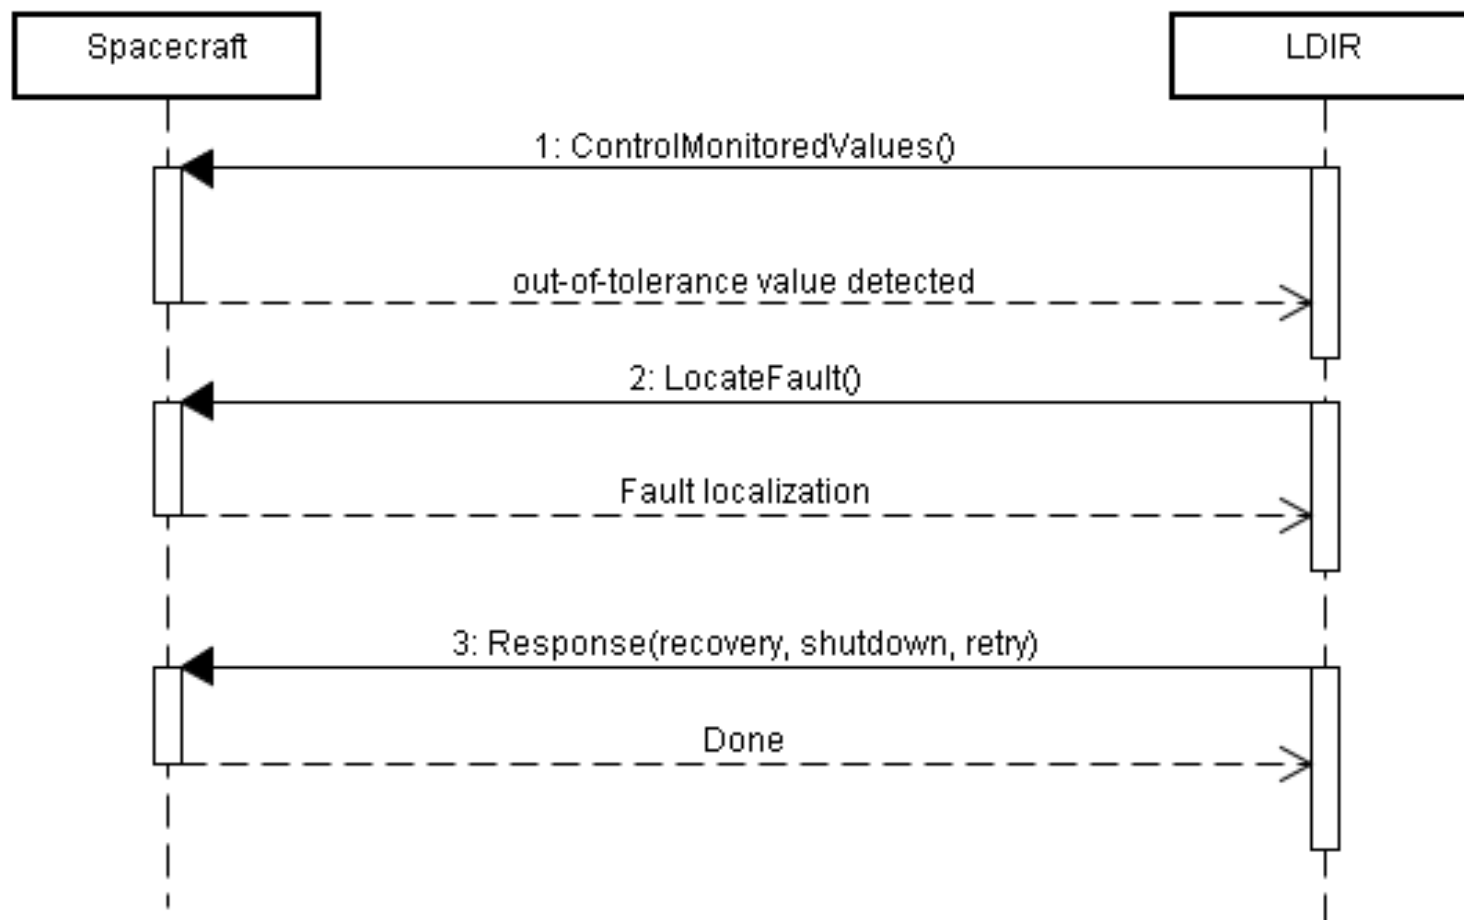 Spacecraft
LDIR
1: ControlMonitoredValues()
out-of-tolerance value detected
2: LocateFault()
Fault localization
3: Response(recovery, shutdown, retry)
Done